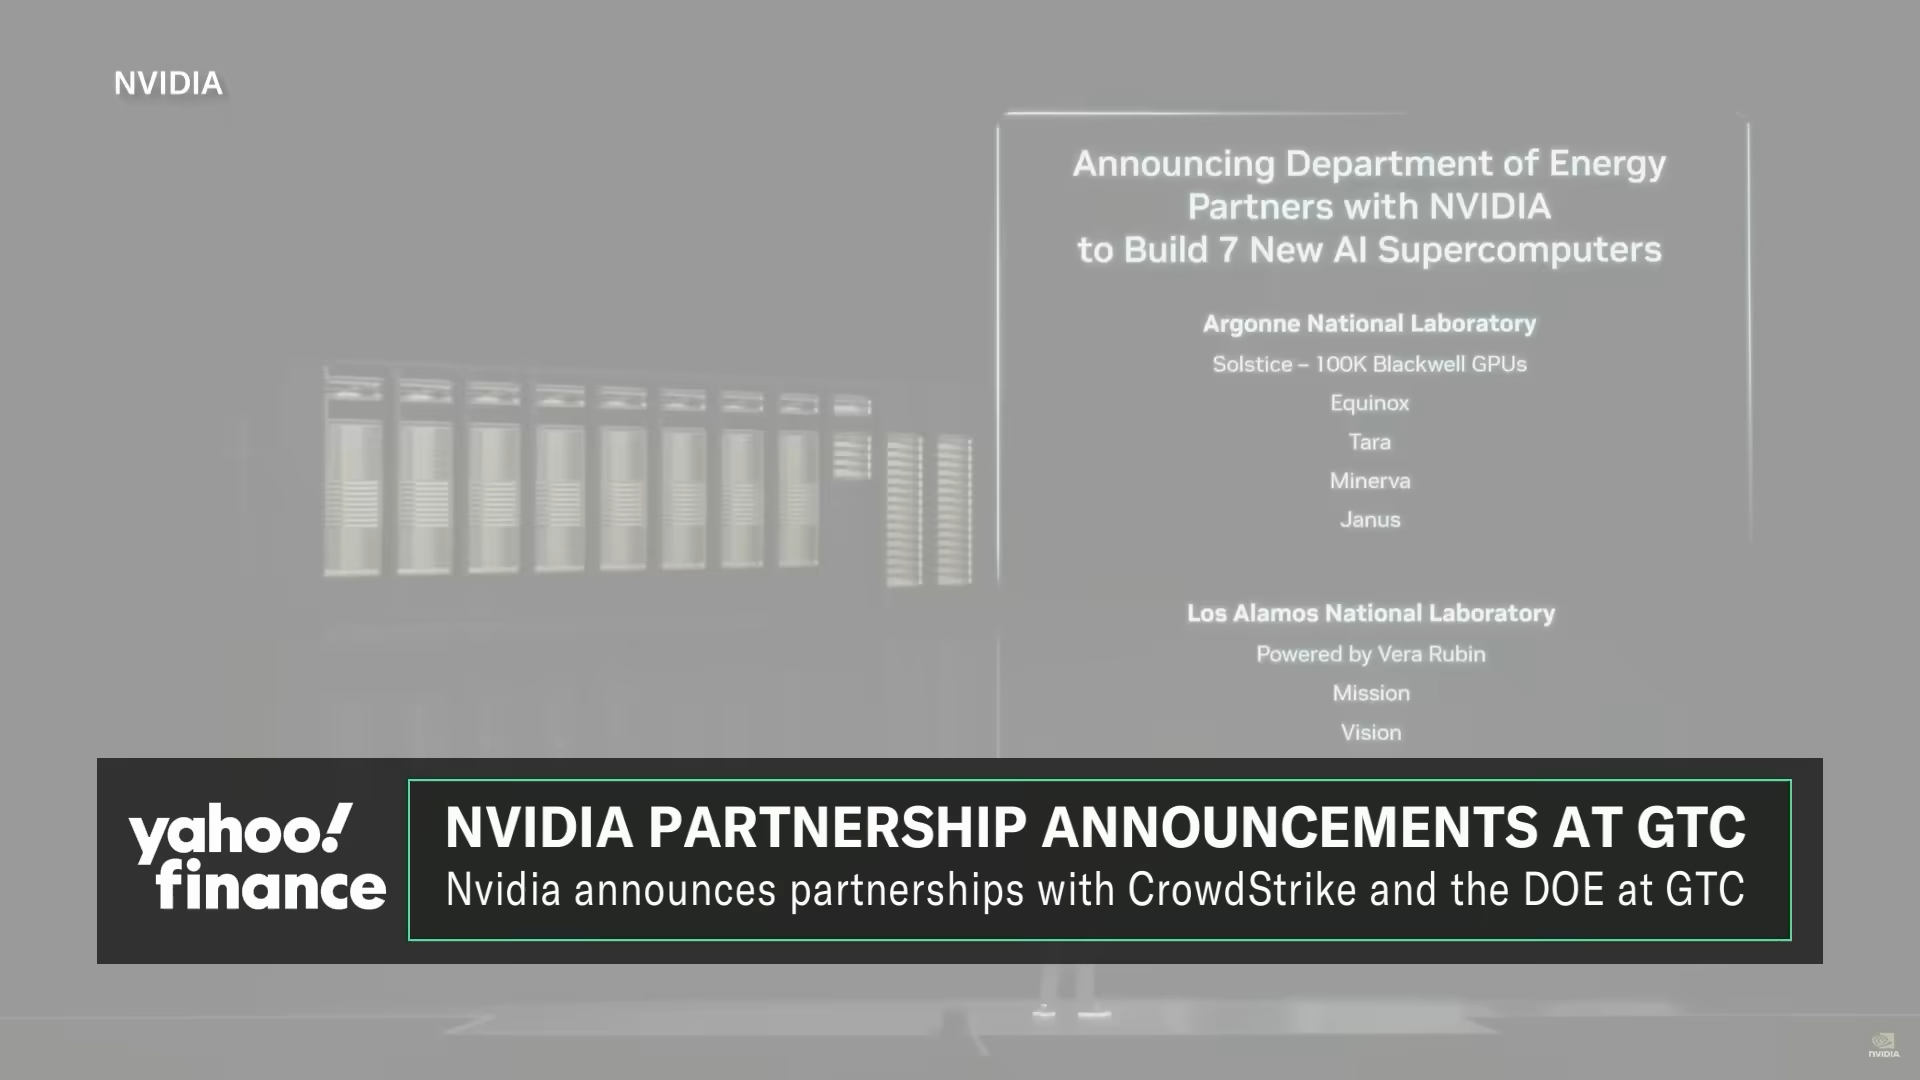 NVIDIA
Announcing Department of Energy
Partners with NVIDIA
to Build 7 New AI Supercomputers
Argonne National Laboratory
Solstice – 100K Blackwell GPUs
Equinox
Tara
Minerva
Janus
Los Alamos National Laboratory
Powered by Vera Rubin
Mission
Vision
yahoo!
finance
NVIDIA PARTNERSHIP ANNOUNCEMENTS AT GTC
Nvidia announces partnerships with CrowdStrike and the DOE at GTC
NVIDIA